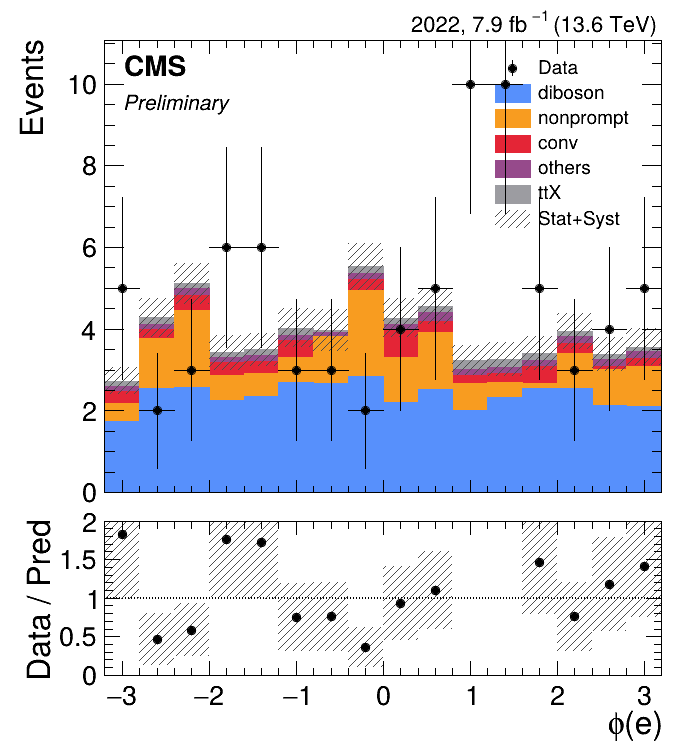 2022, 7.9 fb⁻¹ (13.6 TeV)
Events
CMS
Preliminary
Data
diboson
nonprompt
conv
others
ttX
Stat+Syst
10
8
6
4
2
0
Data / Pred
2
1.5
1
0.5
0
−3 −2 −1 0 1 2 3
ϕ(e)